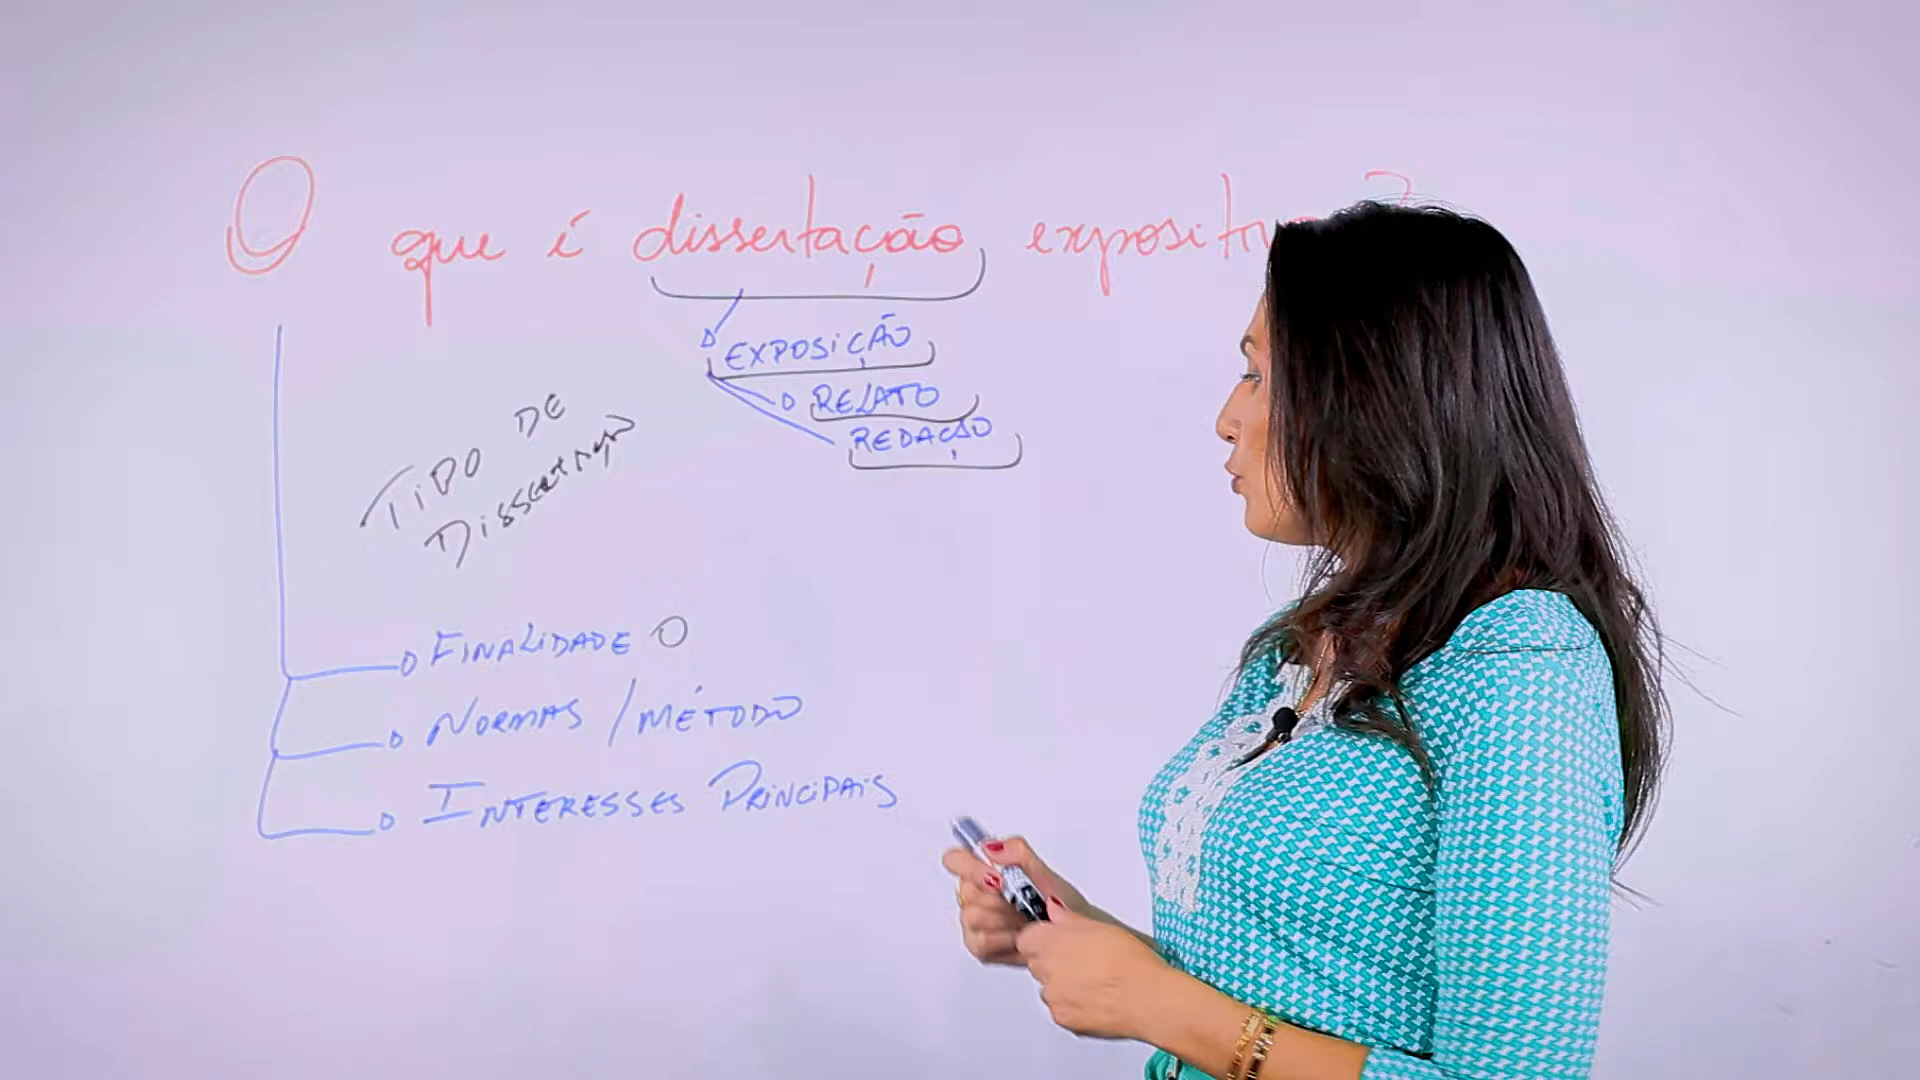 O que é dissertação expositiva?
EXPOSIÇÃO
RELATO
REDAÇÃO
TIPO DE
DISSERTAÇÃO
FINALIDADE
NORMAS / MÉTODO
INTERESSES PRINCIPAIS